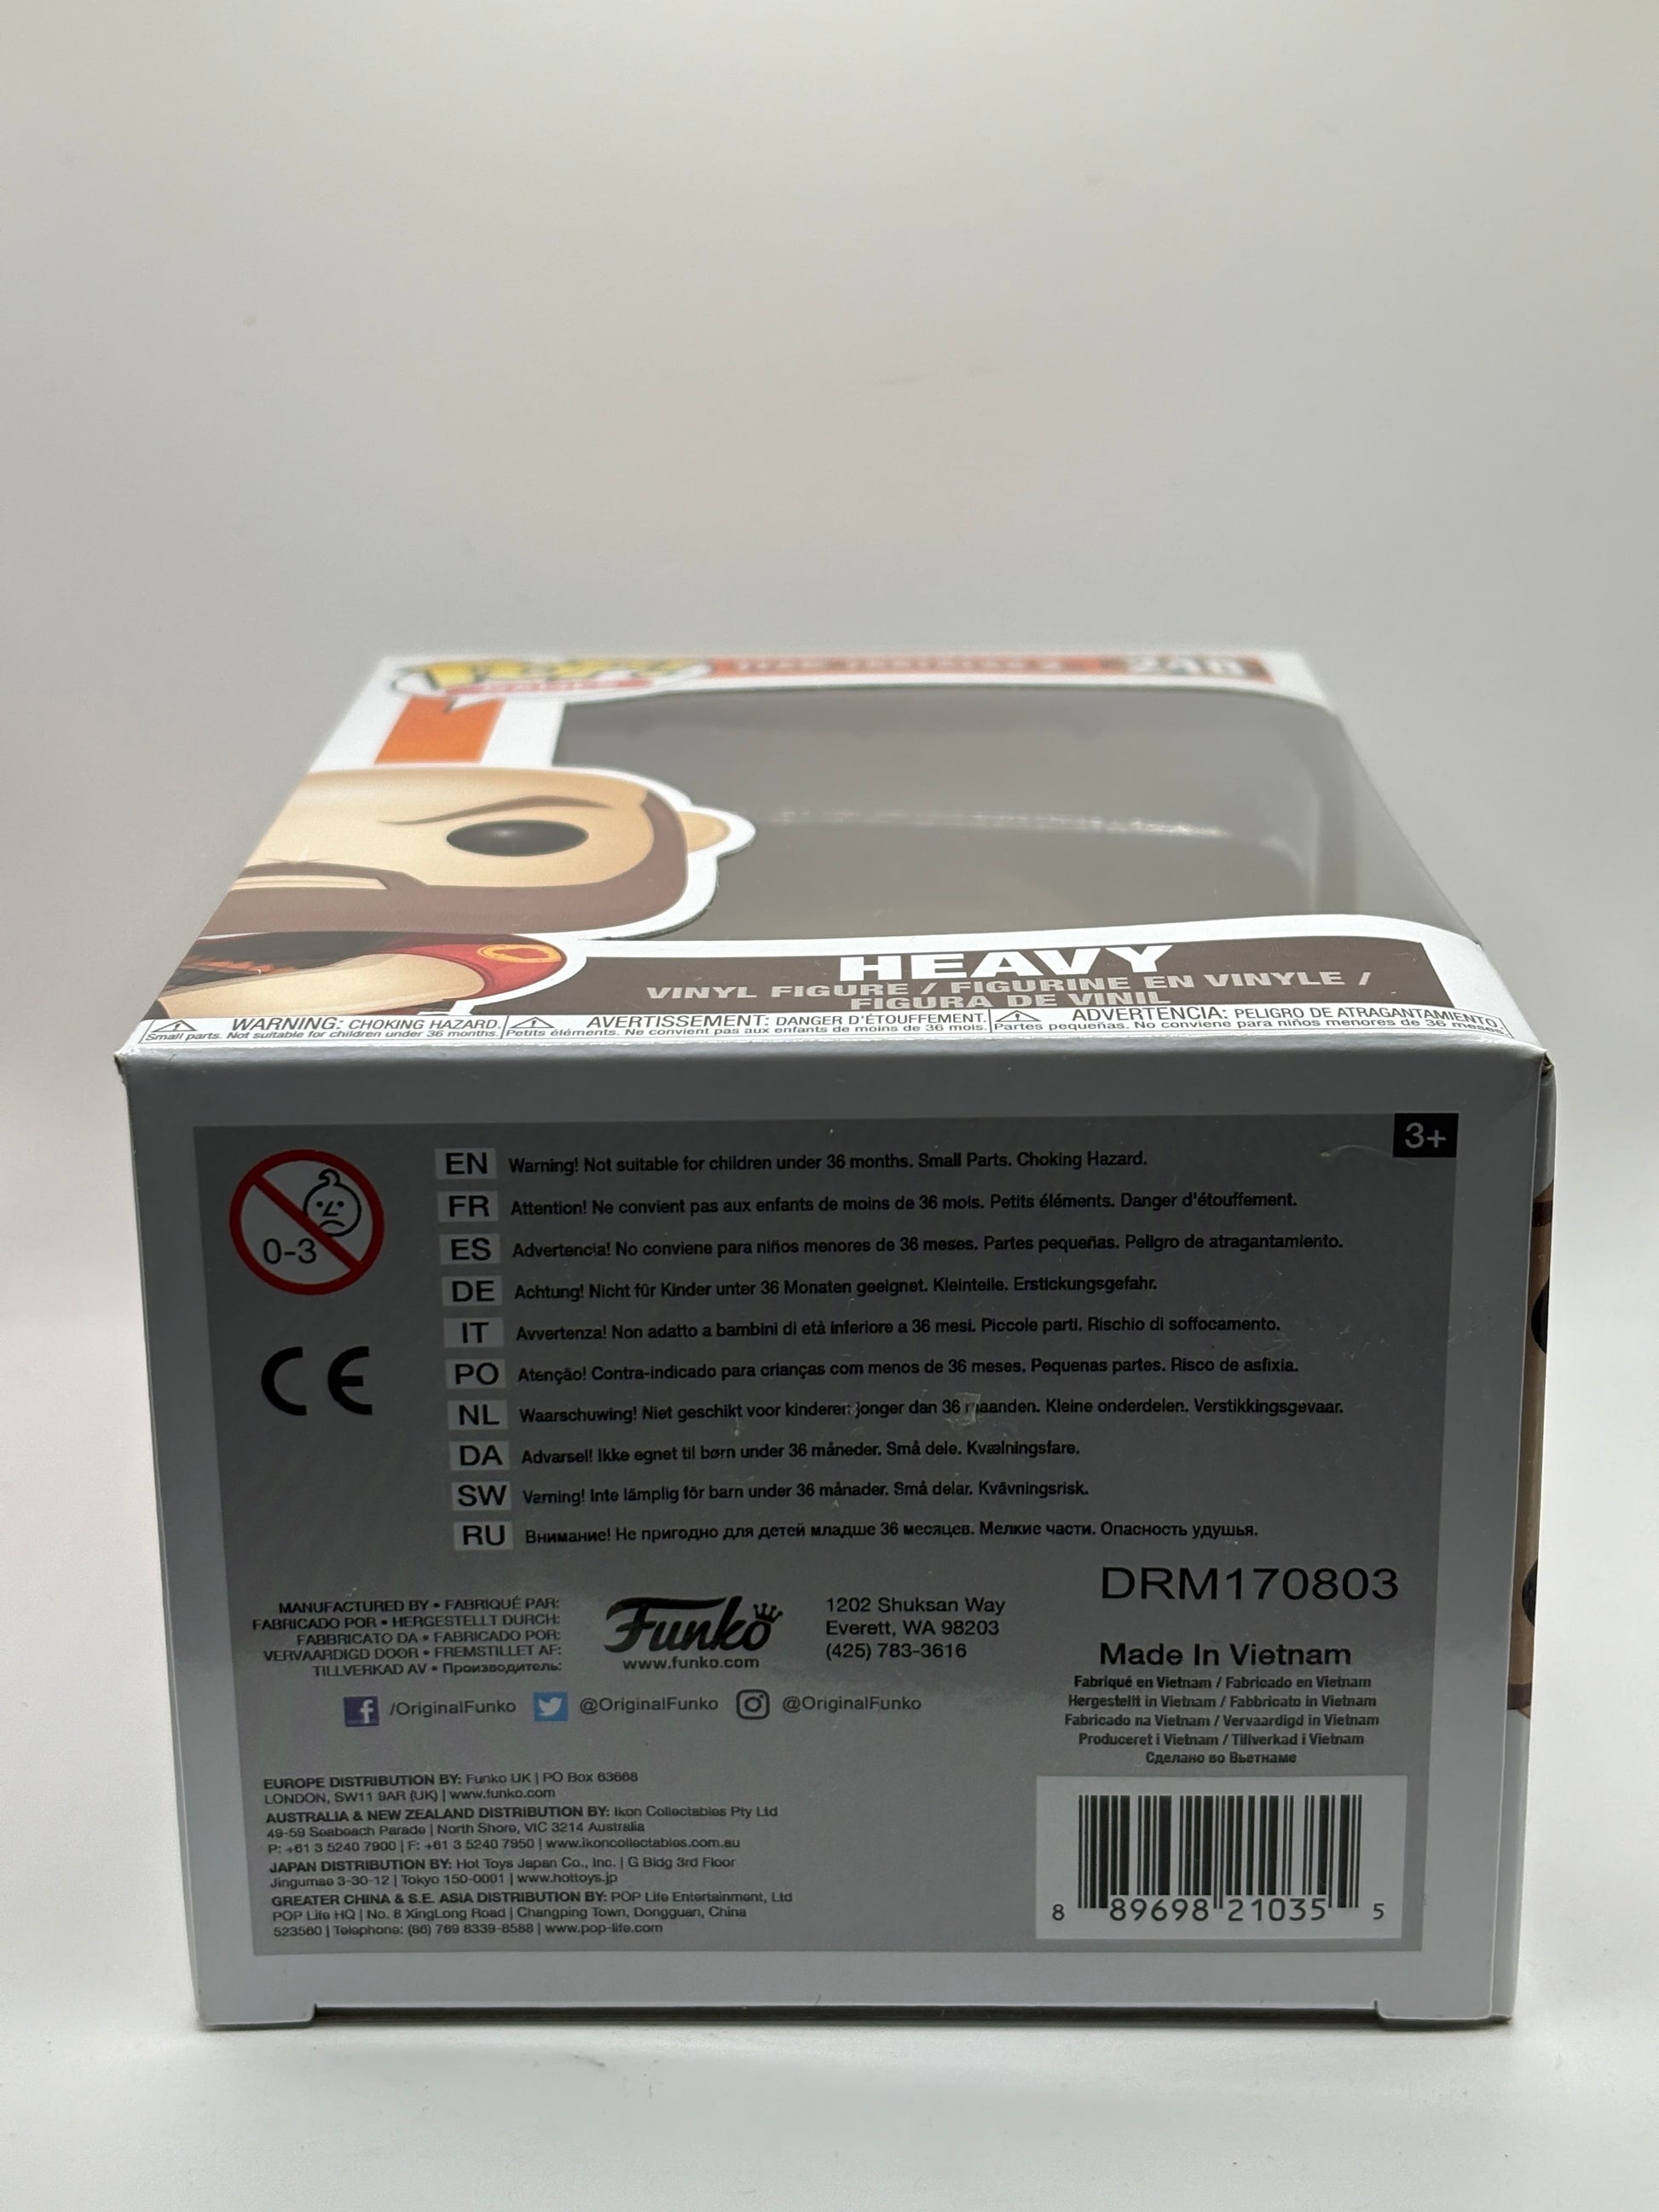 POP!
GAMES
TEAM FORTRESS 2
248
HEAVY
VINYL FIGURE / FIGURINE EN VINYLE /
FIGURA DE VINIL
WARNING: CHOKING HAZARD.
Small parts. Not suitable for children under 36 months.
AVERTISSEMENT: DANGER D'ÉTOUFFEMENT.
Petits éléments. Ne convient pas aux enfants de moins de 36 mois.
ADVERTENCIA: PELIGRO DE ATRAGANTAMIENTO.
Partes pequeñas. No conviene para niños menores de 36 meses.
3+
0-3
EN Warning! Not suitable for children under 36 months. Small Parts. Choking Hazard.
FR Attention! Ne convient pas aux enfants de moins de 36 mois. Petits éléments. Danger d'étouffement.
ES Advertencia! No conviene para niños menores de 36 meses. Partes pequeñas. Peligro de atragantamiento.
DE Achtung! Nicht für Kinder unter 36 Monaten geeignet. Kleinteile. Erstickungsgefahr.
IT Avvertenza! Non adatto a bambini di età inferiore a 36 mesi. Piccole parti. Rischio di soffocamento.
PO Atenção! Contra-indicado para crianças com menos de 36 meses. Pequenas partes. Risco de asfixia.
NL Waarschuwing! Niet geschikt voor kinderen jonger dan 36 maanden. Kleine onderdelen. Verstikkingsgevaar.
DA Advarsel! Ikke egnet til børn under 36 måneder. Små dele. Kvælningsfare.
SW Varning! Inte lämplig för barn under 36 månader. Små delar. Kvävningsrisk.
RU Внимание! Не пригодно для детей младше 36 месяцев. Мелкие части. Опасность удушья.
CE
MANUFACTURED BY • FABRIQUÉ PAR:
FABRICADO POR • HERGESTELLT DURCH:
FABBRICATO DA • FABRICADO POR:
VERVAARDIGD DOOR • FREMSTILLET AF:
TILLVERKAD AV • Производитель:
Funko
www.funko.com
1202 Shuksan Way
Everett, WA 98203
(425) 783-3616
/OriginalFunko @OriginalFunko @OriginalFunko
DRM170803
Made In Vietnam
Fabriqué en Vietnam / Fabricado en Vietnam
Hergestellt in Vietnam / Fabbricato in Vietnam
Fabricado na Vietnam / Vervaardigd in Vietnam
Produceret i Vietnam / Tillverkad i Vietnam
Сделано во Вьетнаме
EUROPE DISTRIBUTION BY: Funko UK | PO Box 63668
LONDON, SW11 9AR (UK) | www.funko.com
AUSTRALIA & NEW ZEALAND DISTRIBUTION BY: Ikon Collectables Pty Ltd
49-59 Seabeach Parade | North Shore, VIC 3214 Australia
P: +61 3 5240 7900 | F: +61 3 5240 7950 | www.ikoncollectables.com.au
JAPAN DISTRIBUTION BY: Hot Toys Japan Co., Inc. | G Bldg 3rd Floor
Jingumae 3-30-12 | Tokyo 150-0001 | www.hottoys.jp
GREATER CHINA & S.E. ASIA DISTRIBUTION BY: POP Life Entertainment, Ltd
POP Life HQ | No. 8 XingLong Road | Changping Town, Dongguan, China
523560 | Telephone: (86) 769 8339-8588 | www.pop-life.com
8 89698 21035 5